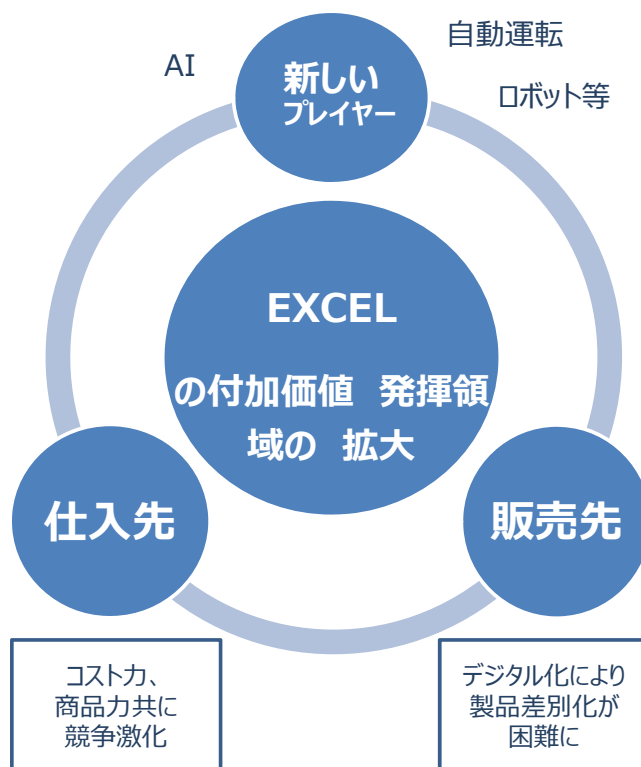 自動運転
AI
ロボット等
新しい
プレイヤー
EXCEL
の付加価値 発揮領
域の 拡大
仕入先
販売先
コスト力、
商品力共に
競争激化
デジタル化により
製品差別化が
困難に